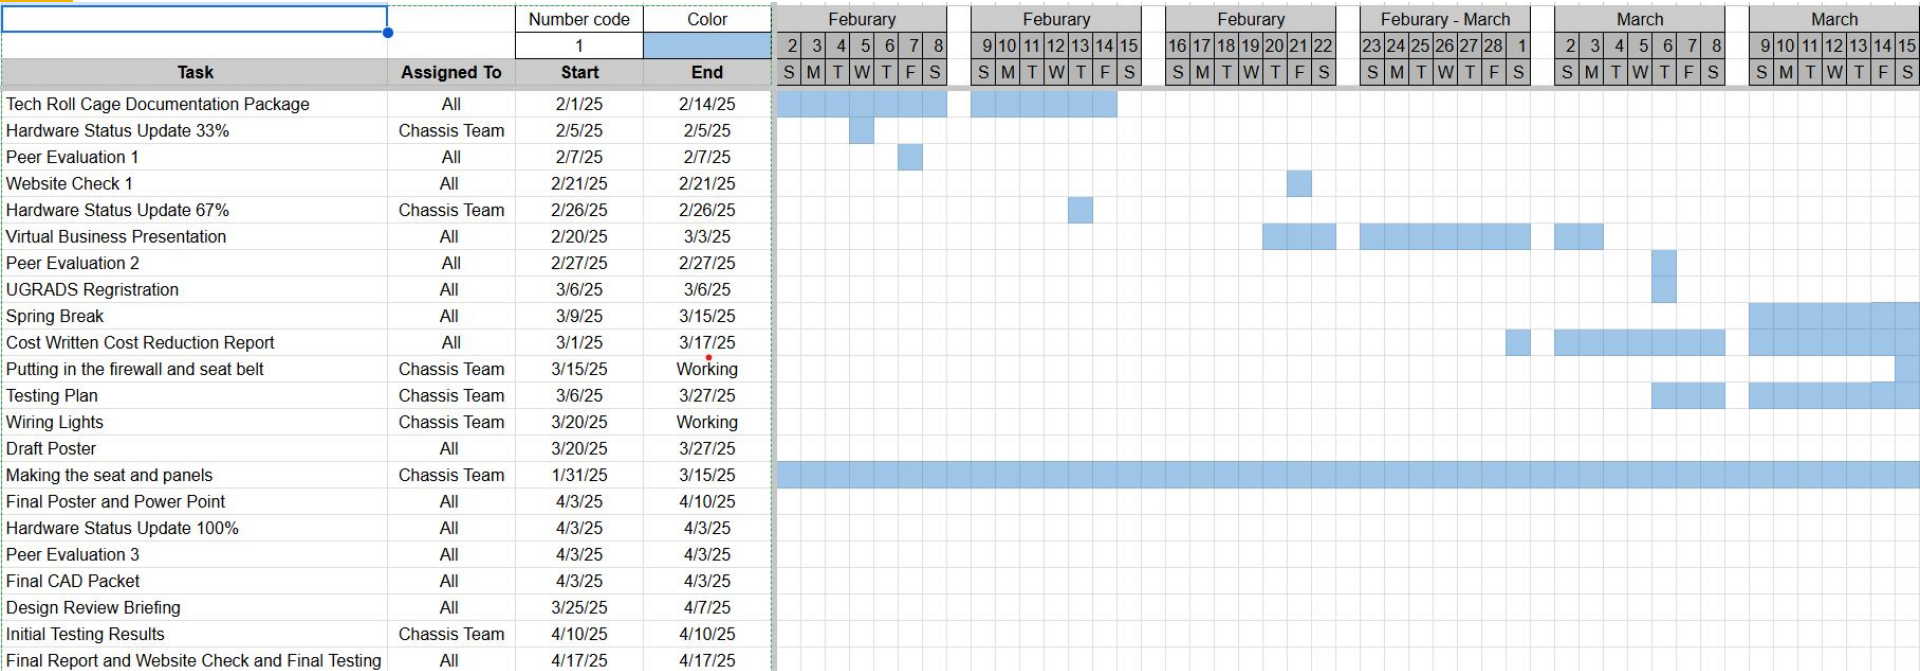 Number code Color Feburary Feburary Feburary Feburary - March March March
1 2 3 4 5 6 7 8 9 10 11 12 13 14 15 16 17 18 19 20 21 22 23 24 25 26 27 28 1 2 3 4 5 6 7 8 9 10 11 12 13 14 15
Task Assigned To Start End S M T W T F S S M T W T F S S M T W T F S S M T W T F S S M T W T F S S M T W T F S
Tech Roll Cage Documentation Package All 2/1/25 2/14/25
Hardware Status Update 33% Chassis Team 2/5/25 2/5/25
Peer Evaluation 1 All 2/7/25 2/7/25
Website Check 1 All 2/21/25 2/21/25
Hardware Status Update 67% Chassis Team 2/26/25 2/26/25
Virtual Business Presentation All 2/20/25 3/3/25
Peer Evaluation 2 All 2/27/25 2/27/25
UGRADS Regristration All 3/6/25 3/6/25
Spring Break All 3/9/25 3/15/25
Cost Written Cost Reduction Report All 3/1/25 3/17/25
Putting in the firewall and seat belt Chassis Team 3/15/25 Working
Testing Plan Chassis Team 3/6/25 3/27/25
Wiring Lights Chassis Team 3/20/25 Working
Draft Poster All 3/20/25 3/27/25
Making the seat and panels Chassis Team 1/31/25 3/15/25
Final Poster and Power Point All 4/3/25 4/10/25
Hardware Status Update 100% All 4/3/25 4/3/25
Peer Evaluation 3 All 4/3/25 4/3/25
Final CAD Packet All 4/3/25 4/3/25
Design Review Briefing All 3/25/25 4/7/25
Initial Testing Results Chassis Team 4/10/25 4/10/25
Final Report and Website Check and Final Testing All 4/17/25 4/17/25